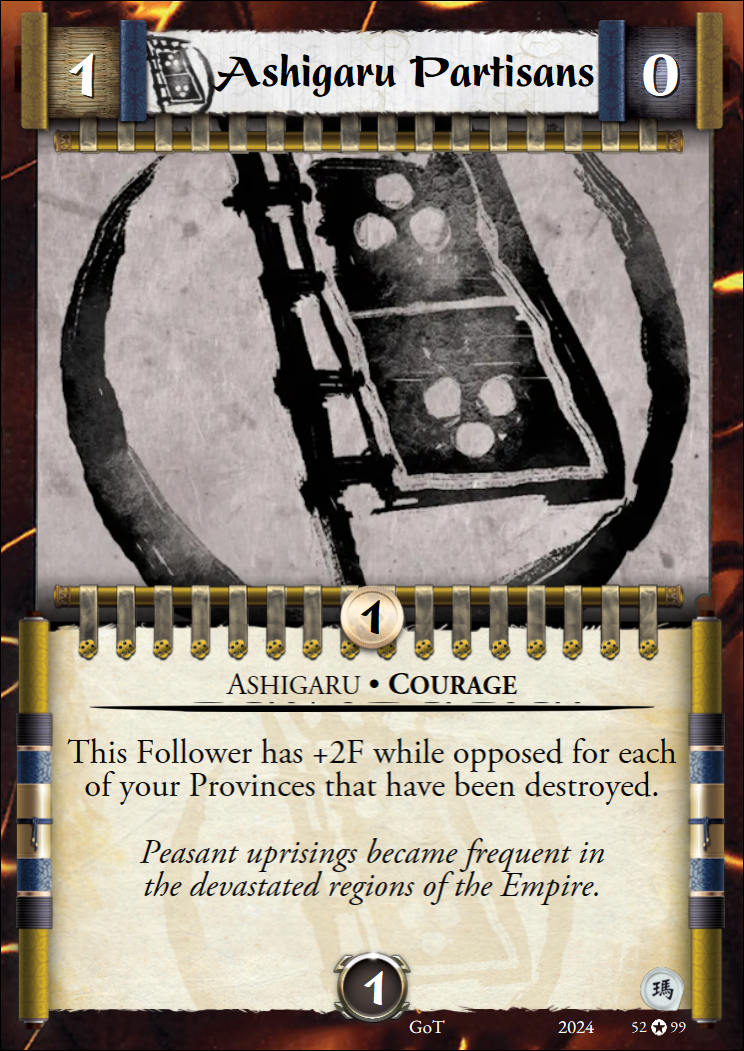 1
Ashigaru Partisans
0
1
Ashigaru • Courage
This Follower has +2F while opposed for each
of your Provinces that have been destroyed.
Peasant uprisings became frequent in
the devastated regions of the Empire.
1
瑪
GoT
2024
52 ✪ 99